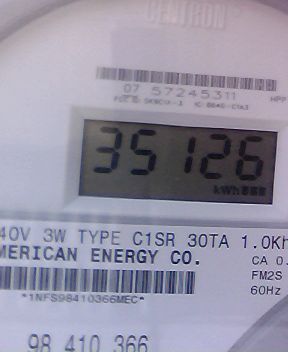 CENTRON
07 57245311
35126
kWh
40V 3W TYPE C1SR 30TA 1.0Kh
MERICAN ENERGY CO.
CA 0.
FM2S
60Hz
*1NFS98410366MEC*
98 410 366